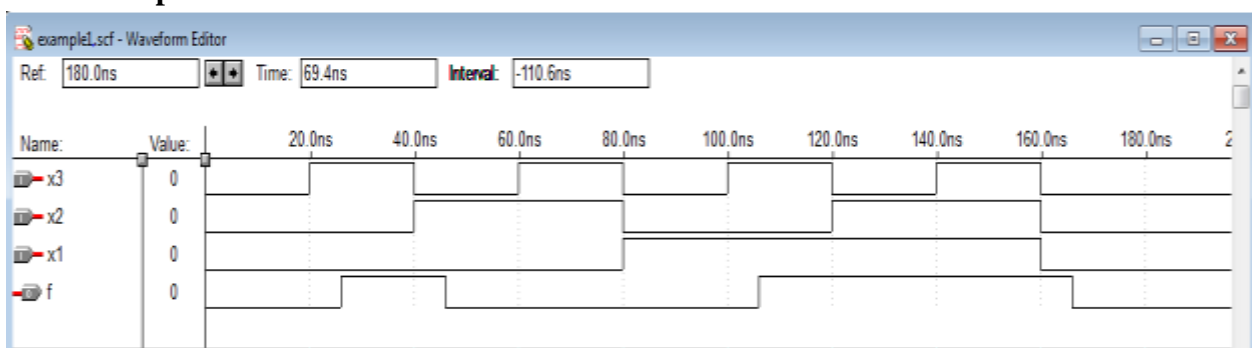 example1.scf - Waveform Editor
Ref: 180.0ns Time: 69.4ns Interval: -110.6ns
Name: Value: 20.0ns 40.0ns 60.0ns 80.0ns 100.0ns 120.0ns 140.0ns 160.0ns 180.0ns 2
x3 0
x2 0
x1 0
f 0